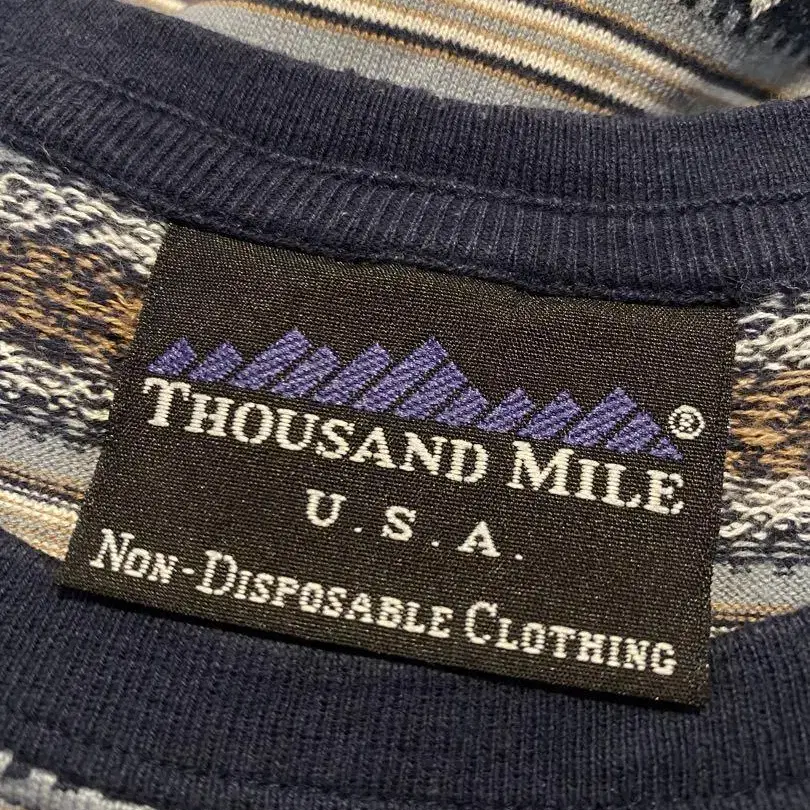 THOUSAND MILE ®
U.S.A.
NON-DISPOSABLE CLOTHING